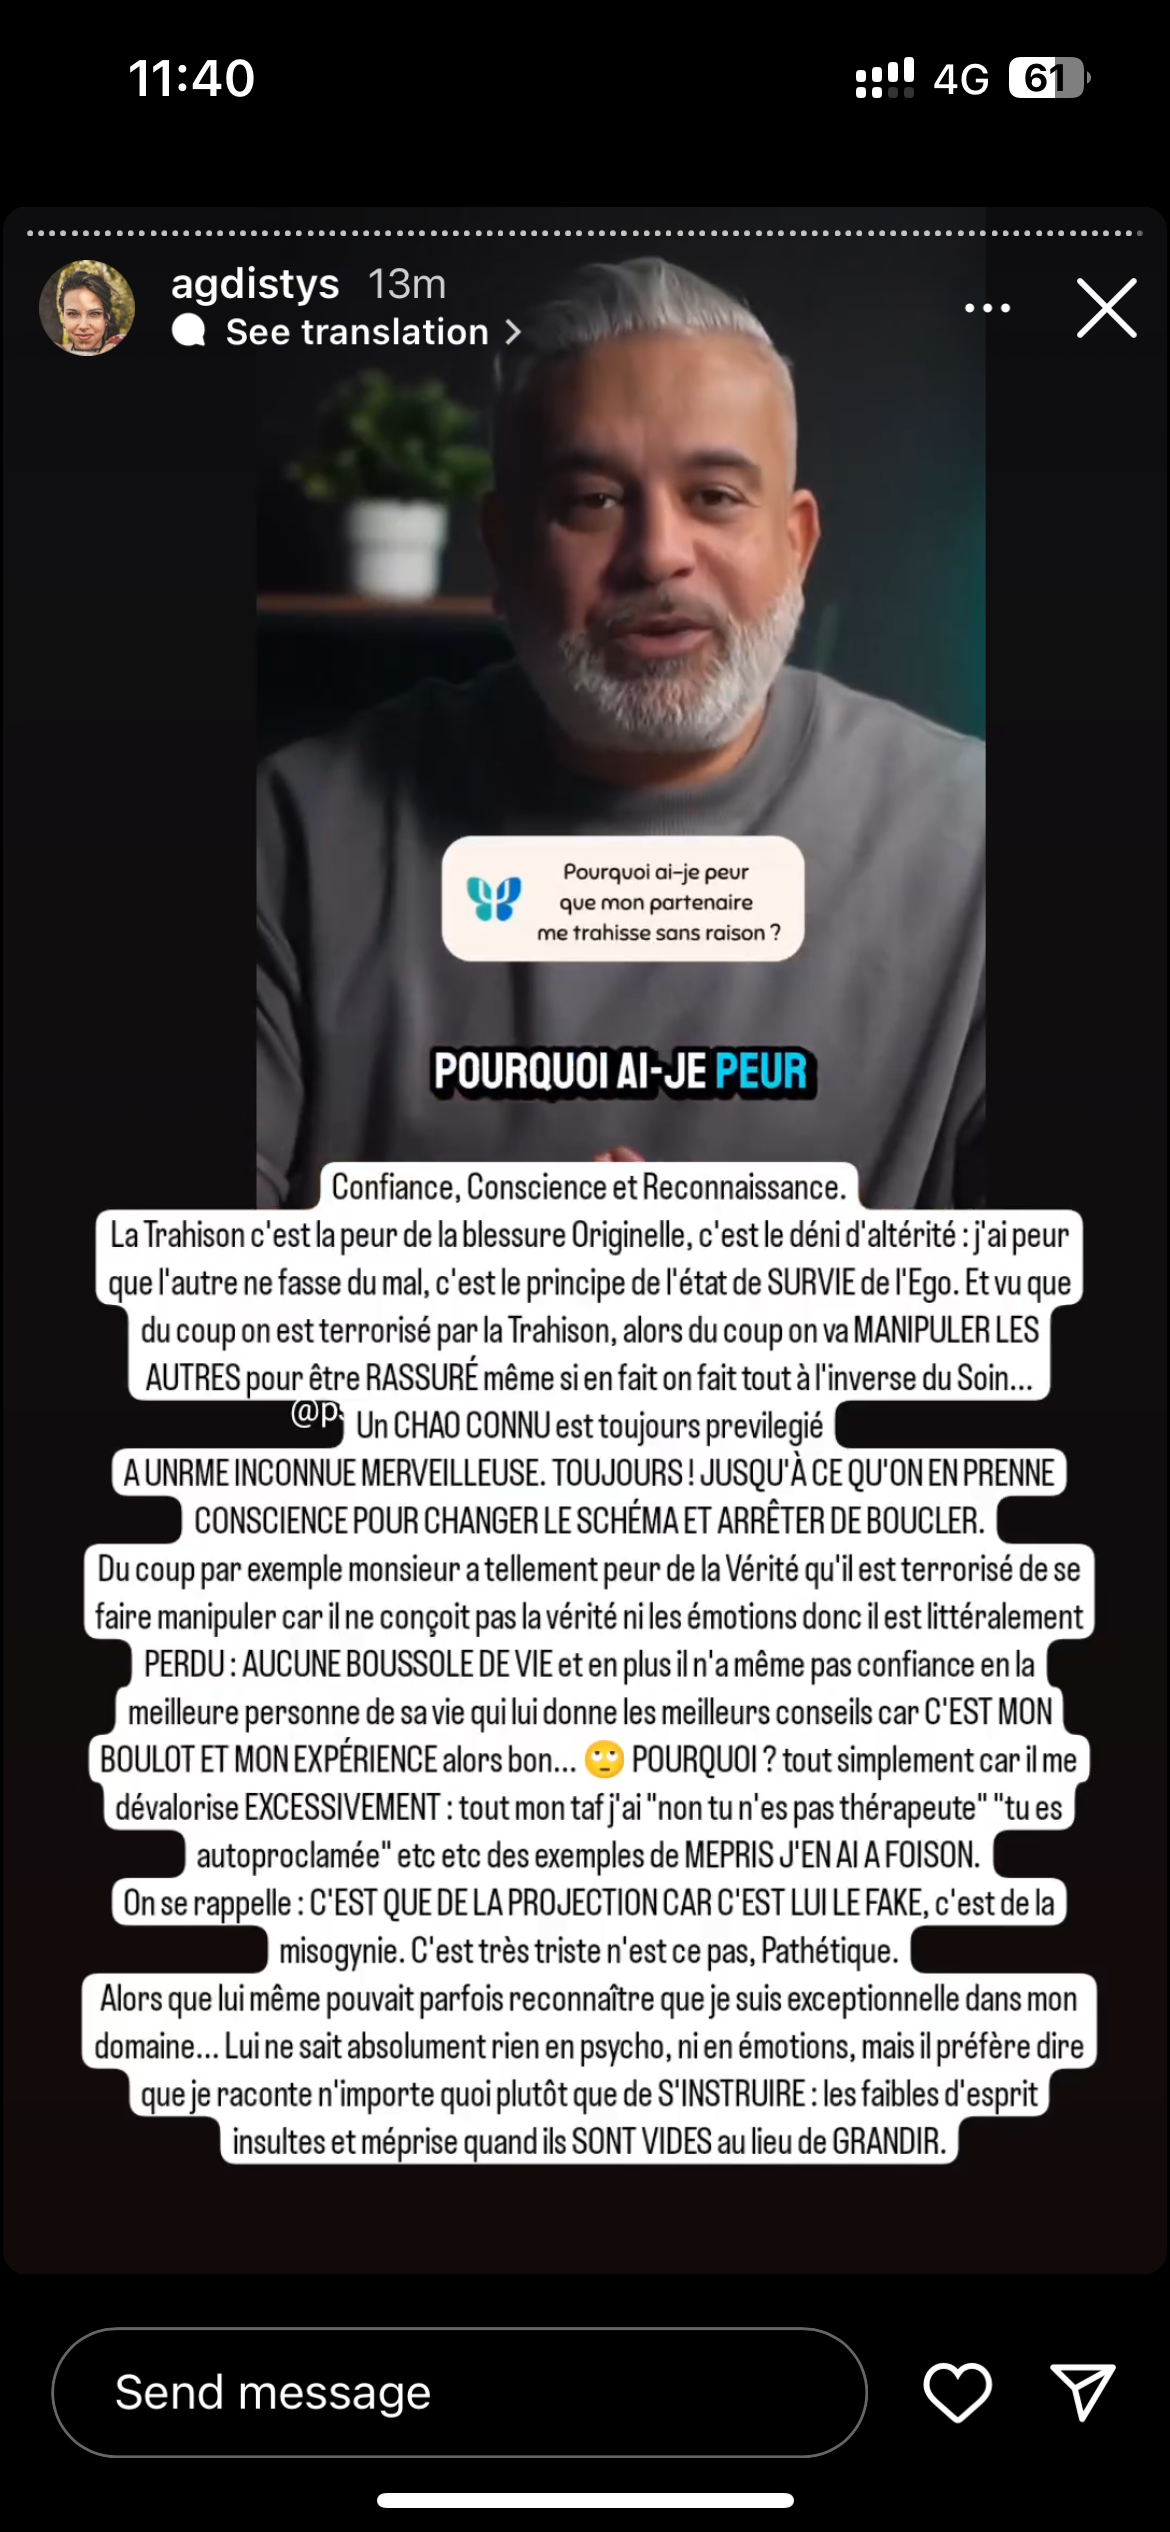 11:40
4G 61
agdistys 13m
See translation
Pourquoi ai-je peur
que mon partenaire
me trahisse sans raison ?
POURQUOI AI-JE PEUR
Confiance, Conscience et Reconnaissance.
La Trahison c'est la peur de la blessure Originelle, c'est le déni d'altérité : j'ai peur
que l'autre ne fasse du mal, c'est le principe de l'état de SURVIE de l'Ego. Et vu que
du coup on est terrorisé par la Trahison, alors du coup on va MANIPULER LES
AUTRES pour être RASSURÉ même si en fait on fait tout à l'inverse du Soin...
Un CHAO CONNU est toujours previlegié
A UNRME INCONNUE MERVEILLEUSE. TOUJOURS ! JUSQU'À CE QU'ON EN PRENNE
CONSCIENCE POUR CHANGER LE SCHÉMA ET ARRÊTER DE BOUCLER.
Du coup par exemple monsieur a tellement peur de la Vérité qu'il est terrorisé de se
faire manipuler car il ne conçoit pas la vérité ni les émotions donc il est littéralement
PERDU : AUCUNE BOUSSOLE DE VIE et en plus il n'a même pas confiance en la
meilleure personne de sa vie qui lui donne les meilleurs conseils car C'EST MON
BOULOT ET MON EXPÉRIENCE alors bon... 🙄 POURQUOI ? tout simplement car il me
dévalorise EXCESSIVEMENT : tout mon taf j'ai "non tu n'es pas thérapeute" "tu es
autoproclamée" etc etc des exemples de MEPRIS J'EN AI A FOISON.
On se rappelle : C'EST QUE DE LA PROJECTION CAR C'EST LUI LE FAKE, c'est de la
misogynie. C'est très triste n'est ce pas, Pathétique.
Alors que lui même pouvait parfois reconnaître que je suis exceptionnelle dans mon
domaine... Lui ne sait absolument rien en psycho, ni en émotions, mais il préfère dire
que je raconte n'importe quoi plutôt que de S'INSTRUIRE : les faibles d'esprit
insultes et méprise quand ils SONT VIDES au lieu de GRANDIR.
Send message